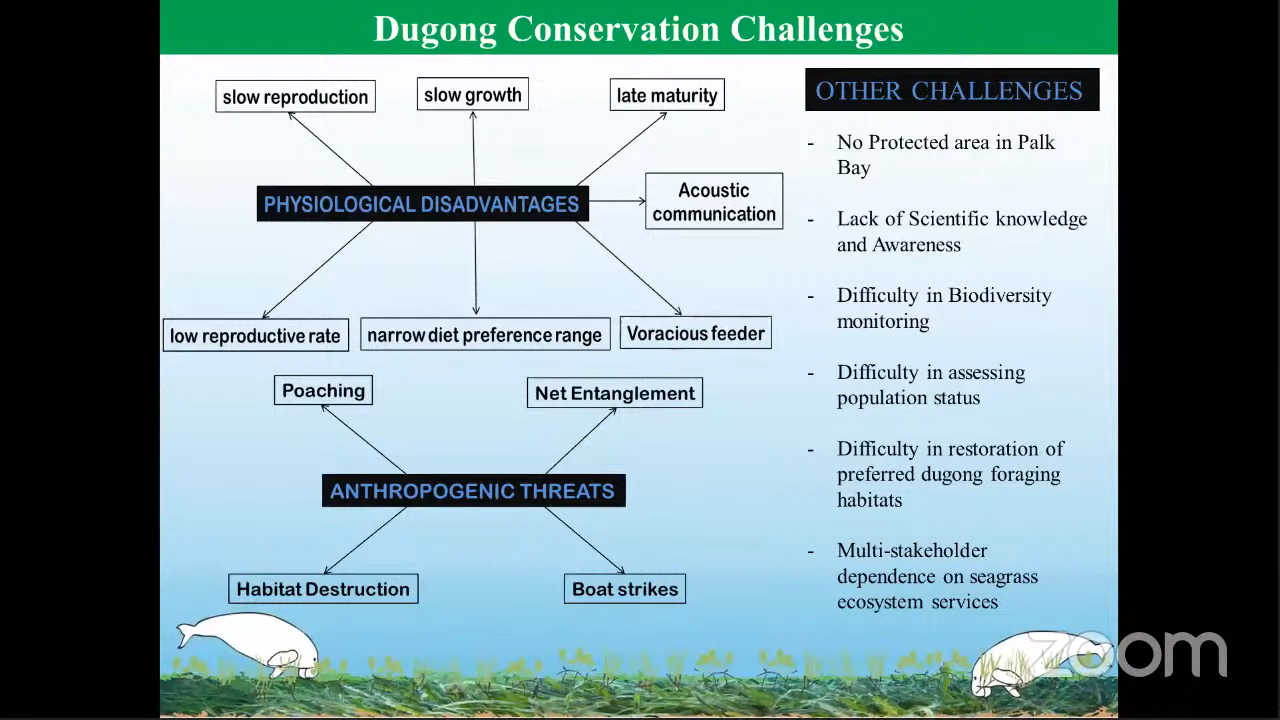 Dugong Conservation Challenges
slow reproduction
slow growth
late maturity
PHYSIOLOGICAL DISADVANTAGES
Acoustic
communication
low reproductive rate
narrow diet preference range
Voracious feeder
Poaching
Net Entanglement
ANTHROPOGENIC THREATS
Habitat Destruction
Boat strikes
OTHER CHALLENGES
- No Protected area in Palk
Bay
- Lack of Scientific knowledge
and Awareness
- Difficulty in Biodiversity
monitoring
- Difficulty in assessing
population status
- Difficulty in restoration of
preferred dugong foraging
habitats
- Multi-stakeholder
dependence on seagrass
ecosystem services
zoom